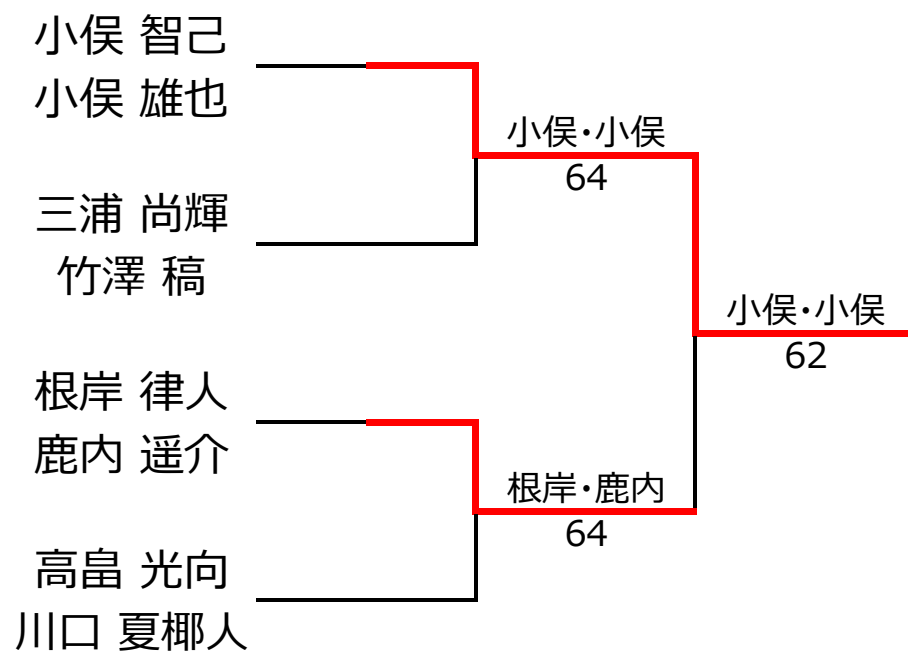 小俣 智己
小俣 雄也
小俣・小俣
64
三浦 尚輝
竹澤 稿
小俣・小俣
62
根岸 律人
鹿内 遥介
根岸・鹿内
64
高畠 光向
川口 夏椰人